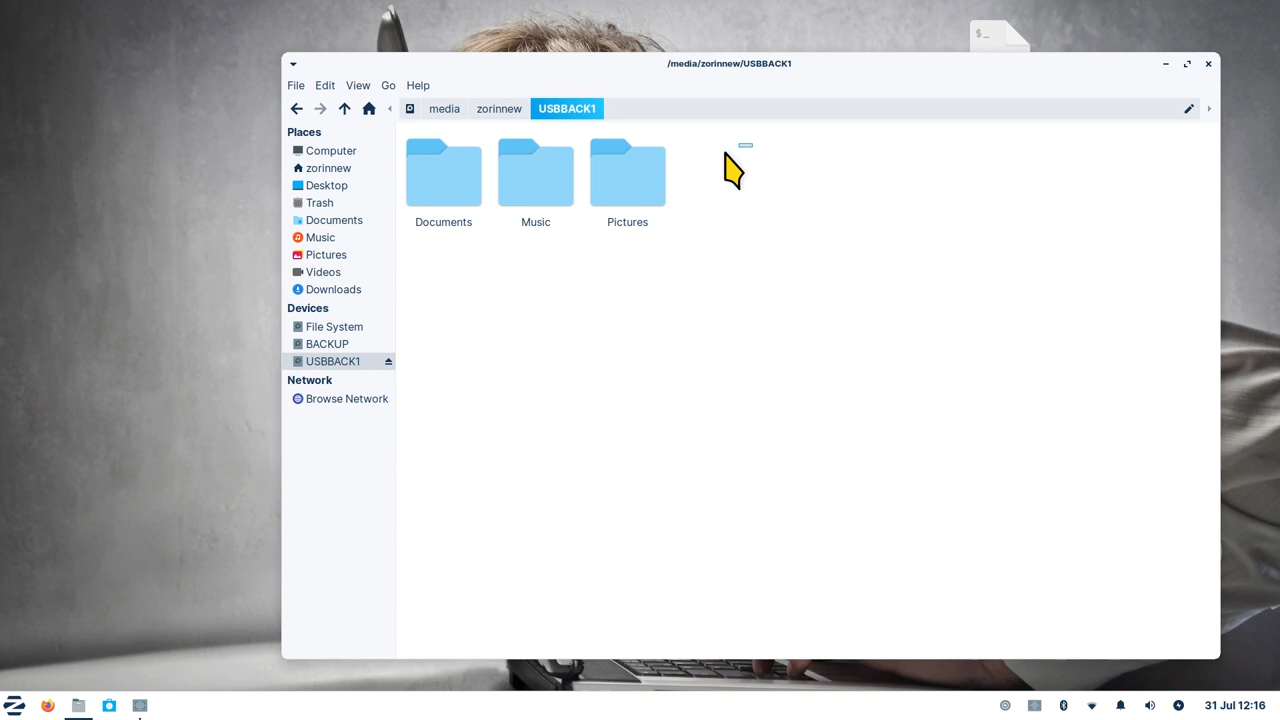 $_
/media/zorinnew/USBBACK1
File Edit View Go Help
media zorinnew USBBACK1
Places
Computer
zorinnew
Desktop
Trash
Documents
Music
Pictures
Videos
Downloads
Devices
File System
BACKUP
USBBACK1
Network
Browse Network
Documents Music Pictures
31 Jul 12:16